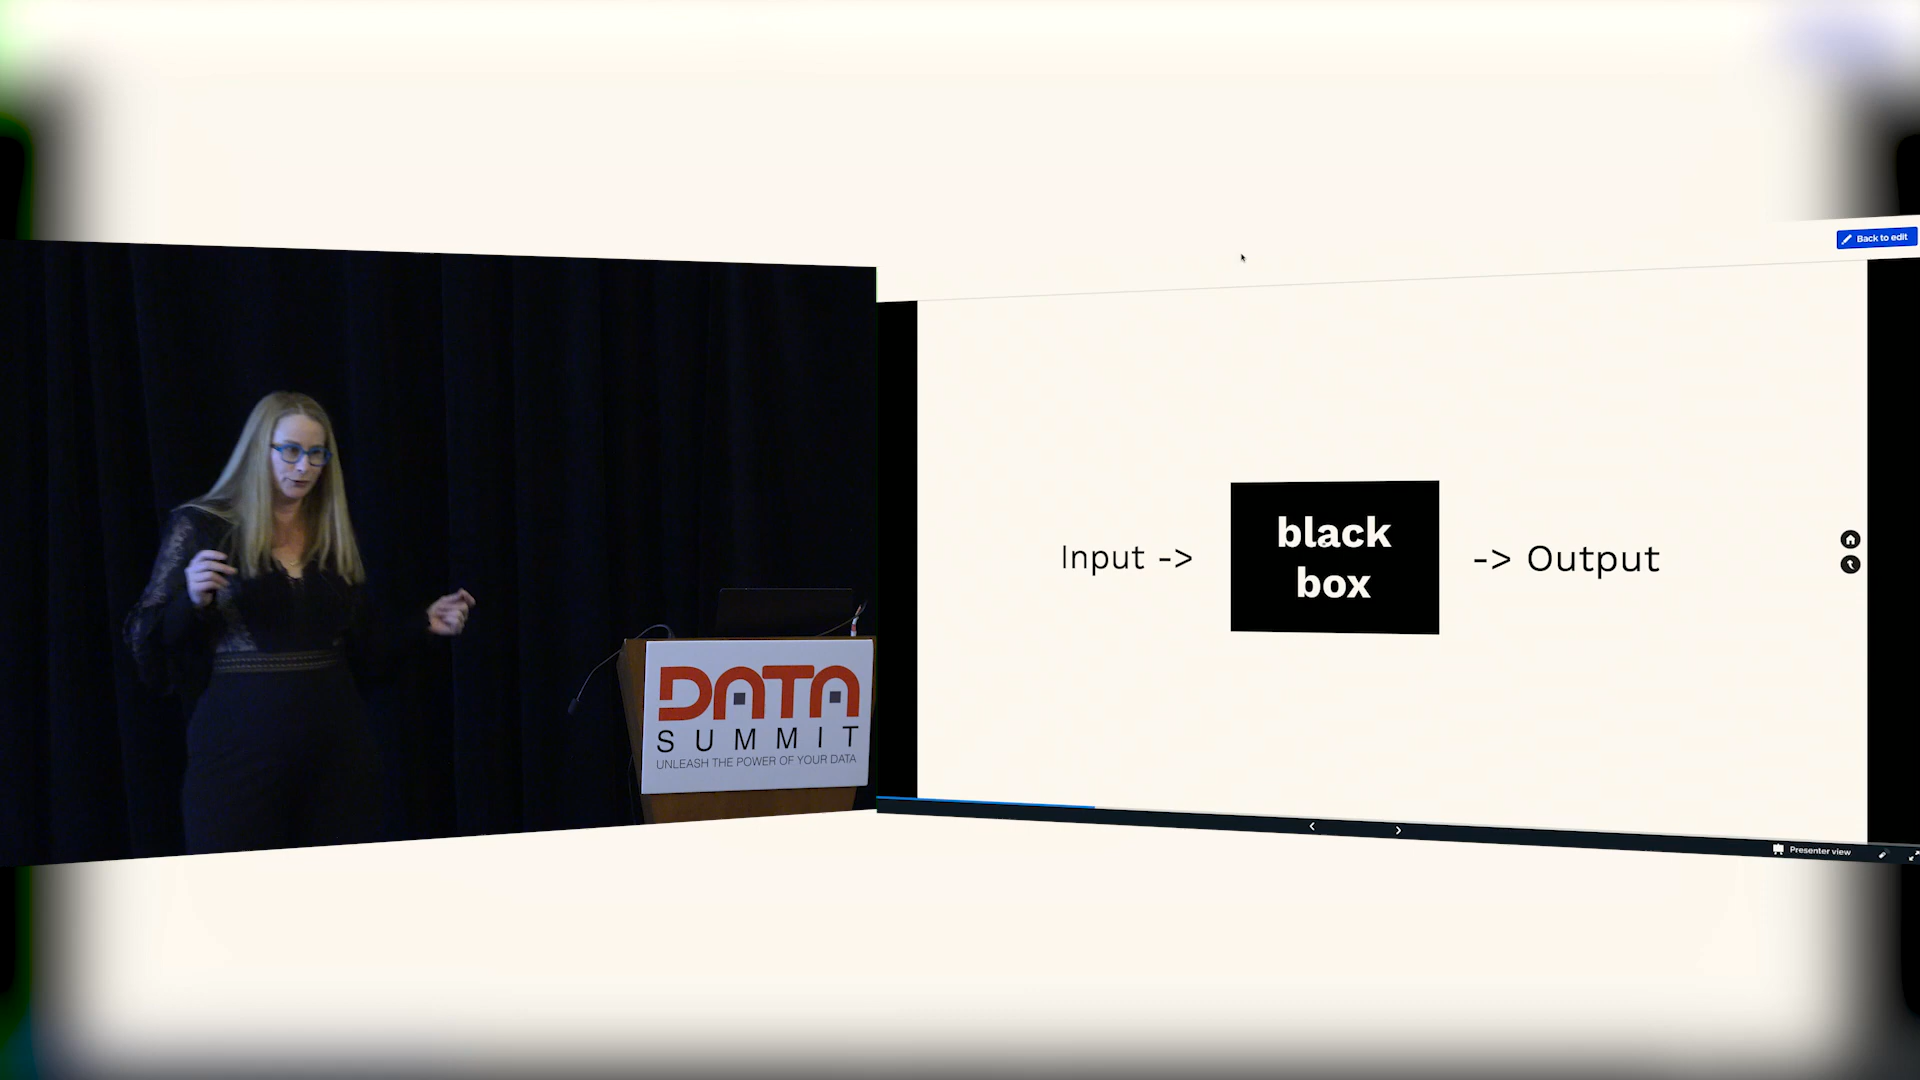 DATA
SUMMIT
UNLEASH THE POWER OF YOUR DATA
Back to edit
Input ->
black
box
-> Output
Presenter view